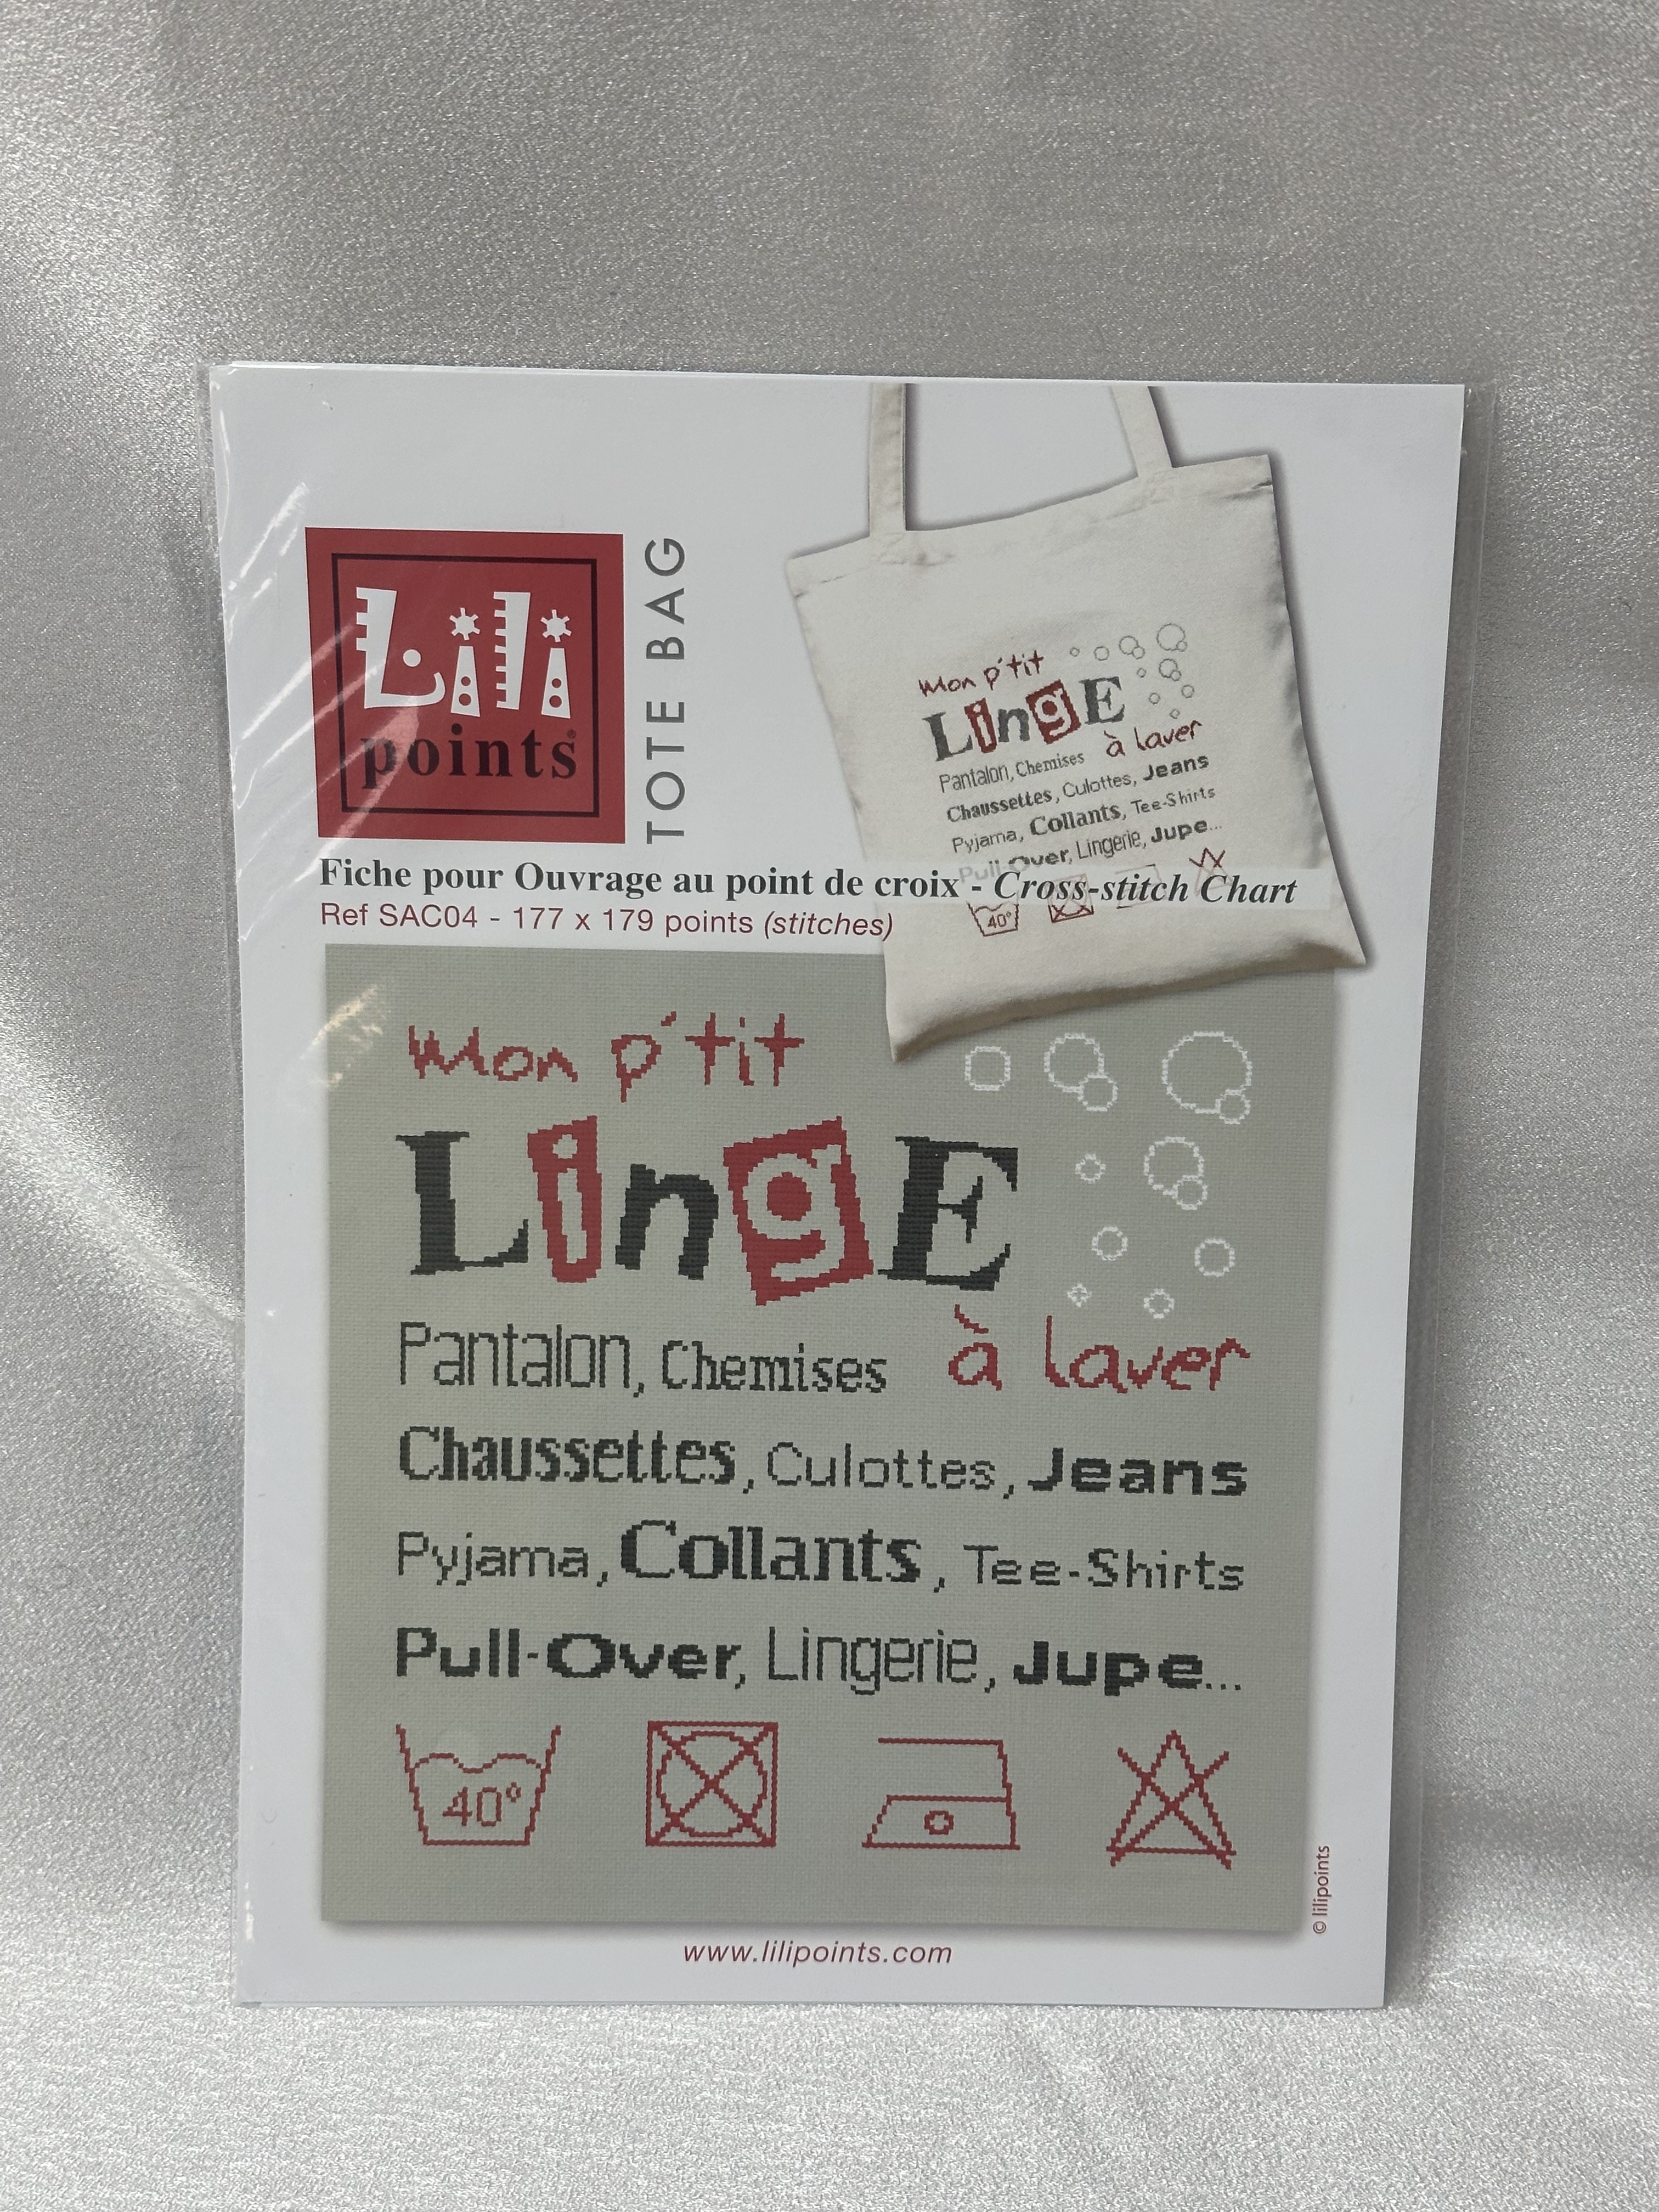 Lili
points®
TOTE BAG
mon p'tit
LingE
à laver
Pantalon, Chemises
Chaussettes, Culottes, Jeans
Pyjama, Collants, Tee-Shirts
Pull-Over, Lingerie, Jupe...
40°
Fiche pour Ouvrage au point de croix - Cross-stitch Chart
Ref SAC04 - 177 x 179 points (stitches)
mon p'tit
LingE
Pantalon, Chemises à laver
Chaussettes, Culottes, Jeans
Pyjama, Collants, Tee-Shirts
Pull-Over, Lingerie, Jupe...
40°
© lilipoints
www.lilipoints.com